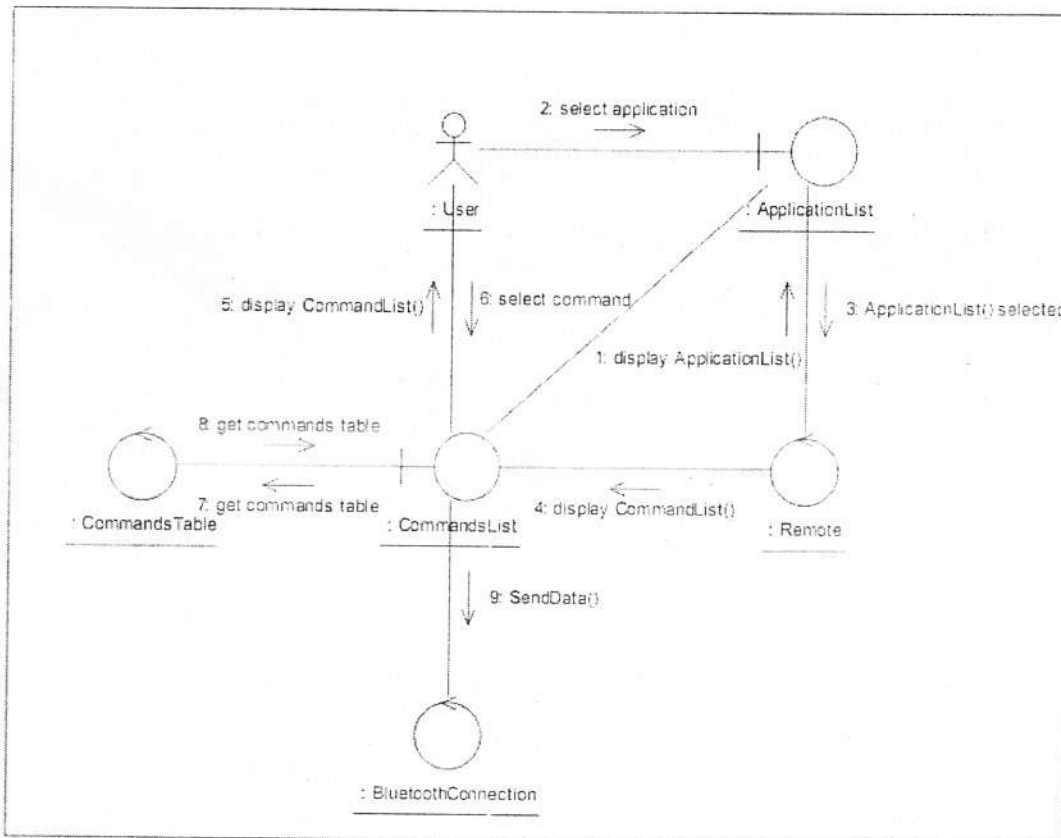 2: select application
: User
: ApplicationList
5: display CommandList()
6: select command
3: ApplicationList() selected
1: display ApplicationList()
8: get commands table
7: get commands table
4: display CommandList()
: CommandsTable
: CommandsList
: Remote
9: SendData()
: BluetoothConnection